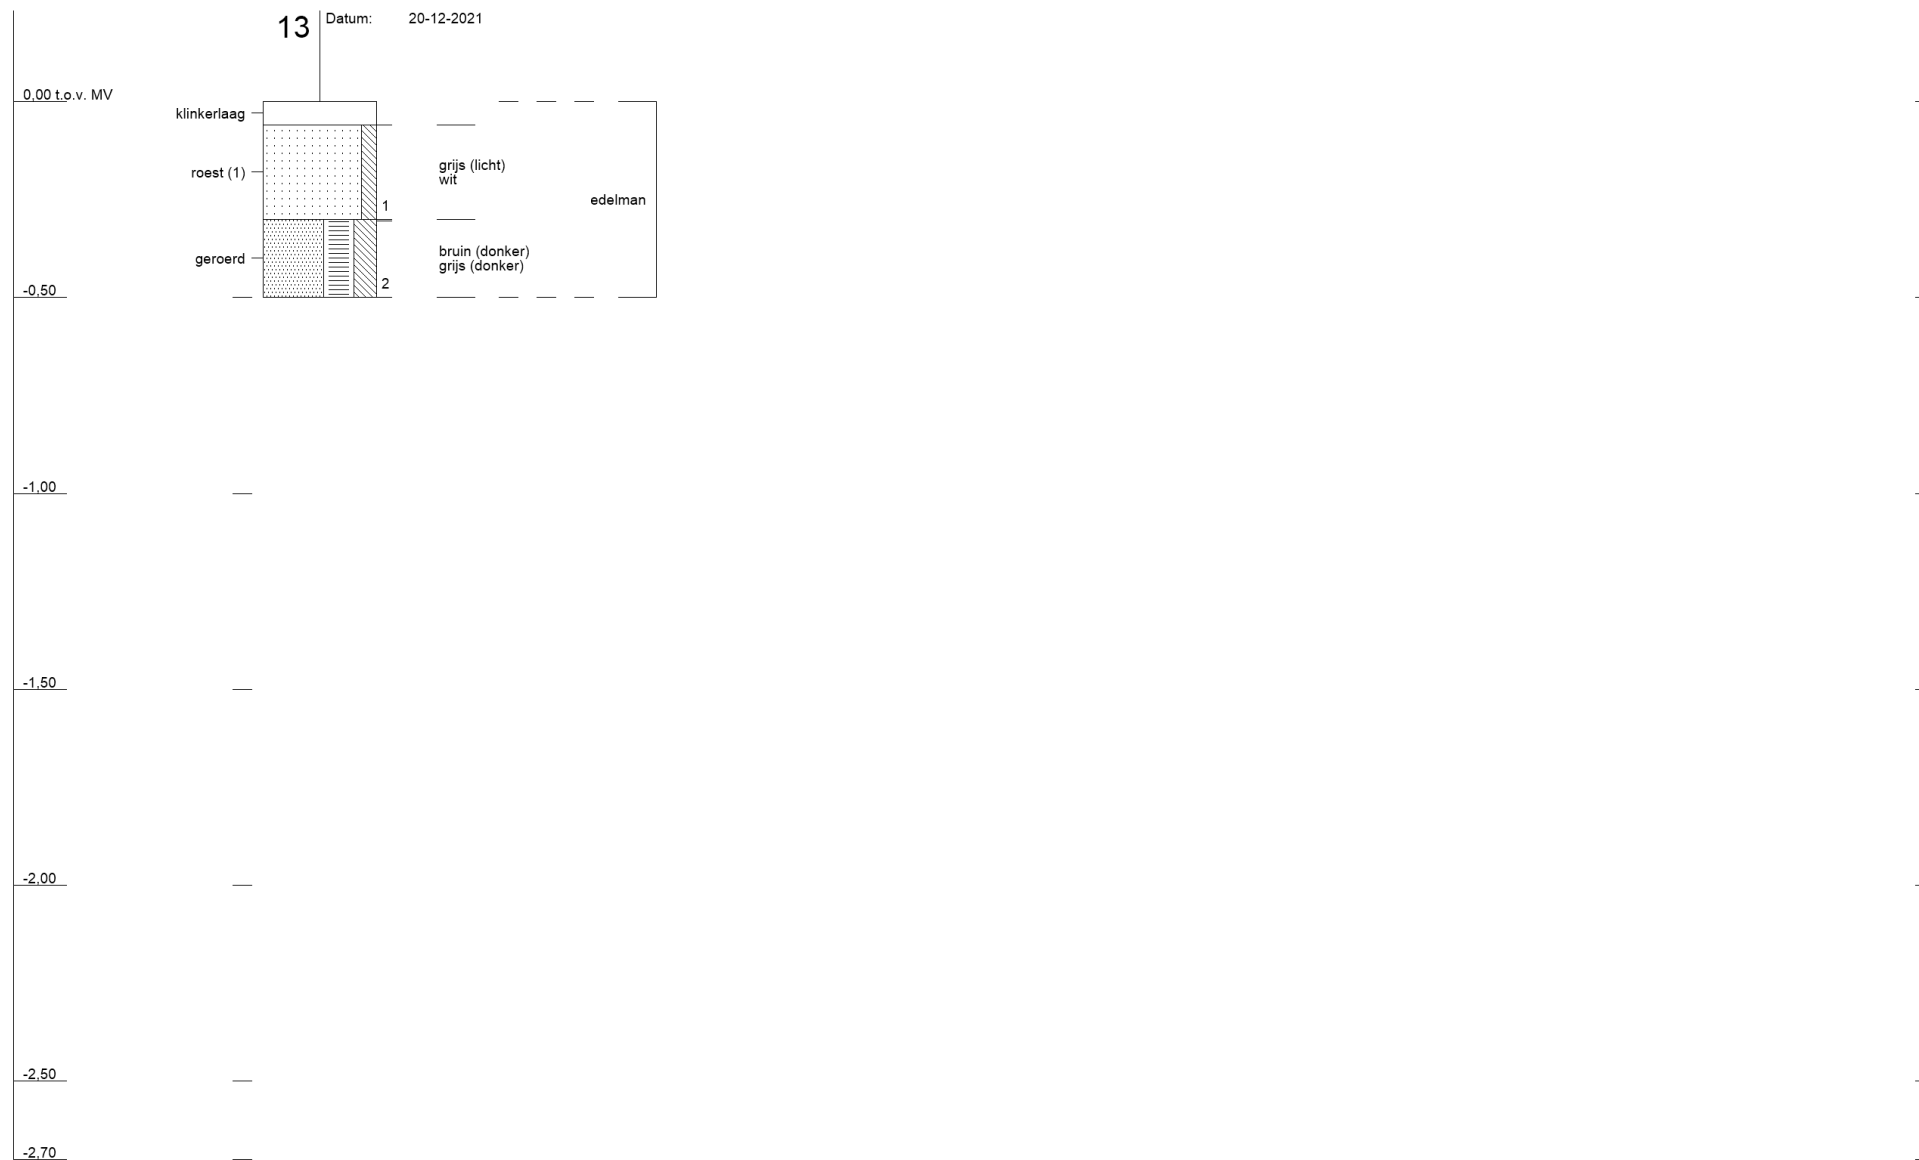 13
Datum: 20-12-2021
0,00 t.o.v. MV
klinkerlaag
grijs (licht)
wit
roest (1)
1
edelman
bruin (donker)
grijs (donker)
geroerd
2
-0,50
-1,00
-1,50
-2,00
-2,50
-2,70